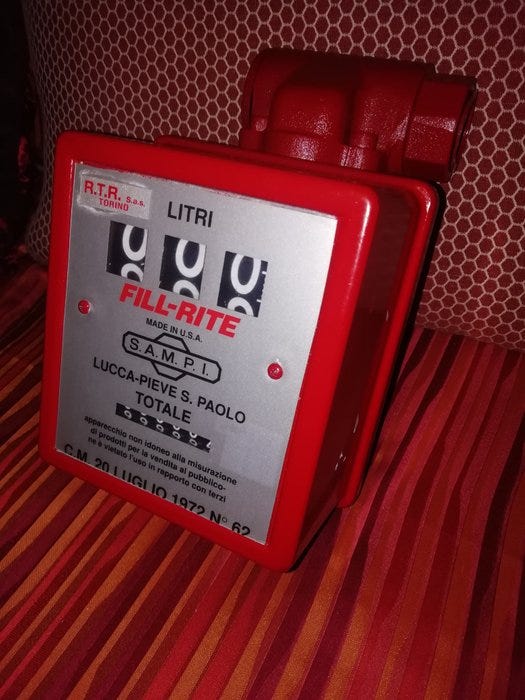 R.T.R. S.a.s.
TORINO
LITRI
FILL-RITE
MADE IN U.S.A.
S.A.M.P.I.
LUCCA-PIEVE S. PAOLO
TOTALE
apparecchio non idoneo alla misurazione
di prodotti per la vendita al pubblico-
ne è vietato l'uso in rapporto con terzi
C.M. 20 LUGLIO 1972 N° 62